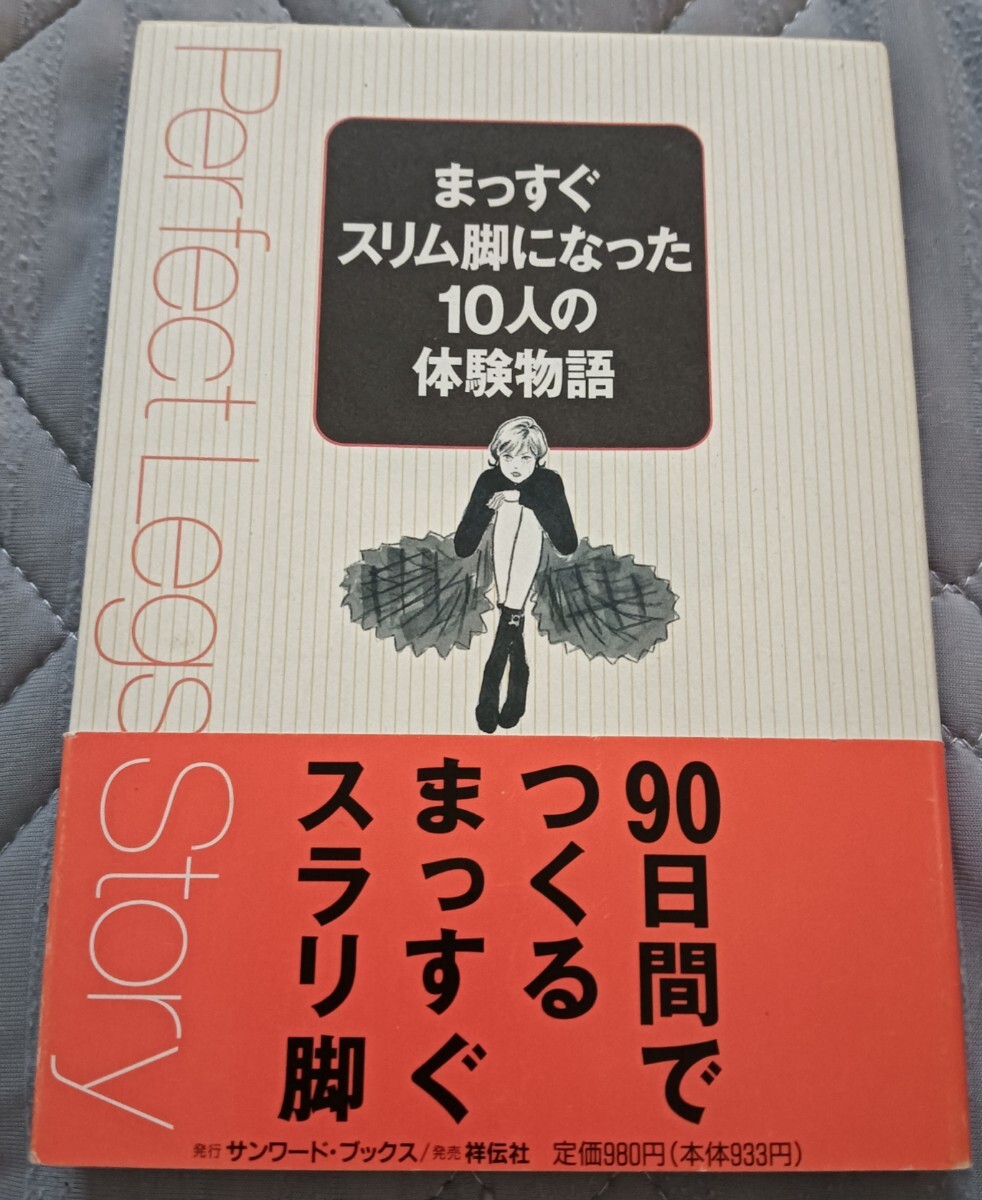 Perfect Legs Story
まっすぐ
スリム脚になった
10人の
体験物語
90日間で
つくる
まっすぐ
スラリ脚
発行 サンワード・ブックス/発売 祥伝社 定価980円(本体933円)